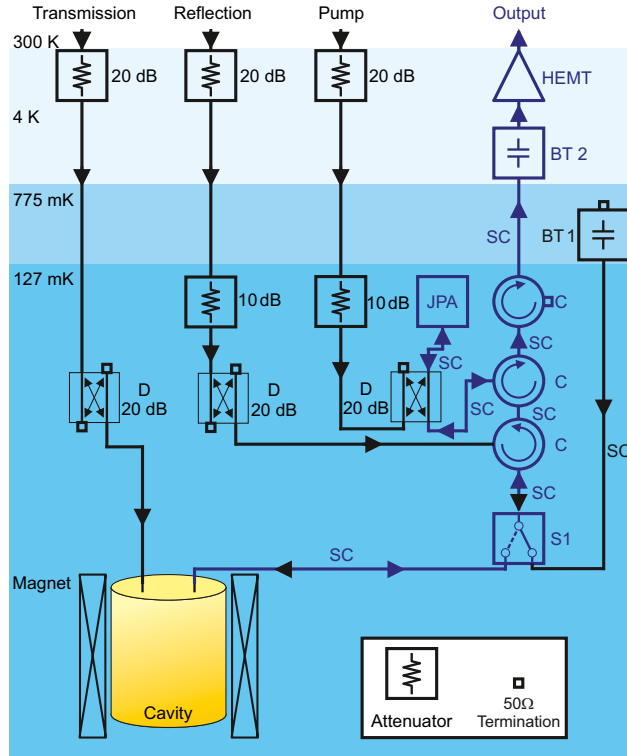 Transmission Reflection Pump Output
300 K
20 dB 20 dB 20 dB HEMT
4 K
BT 2
775 mK
SC BT 1
127 mK
10 dB 10 dB JPA C
SC SC
D D D C
20 dB 20 dB 20 dB SC SC
C
SC SC
S1
SC
Magnet
Cavity
Attenuator
50Ω
Termination